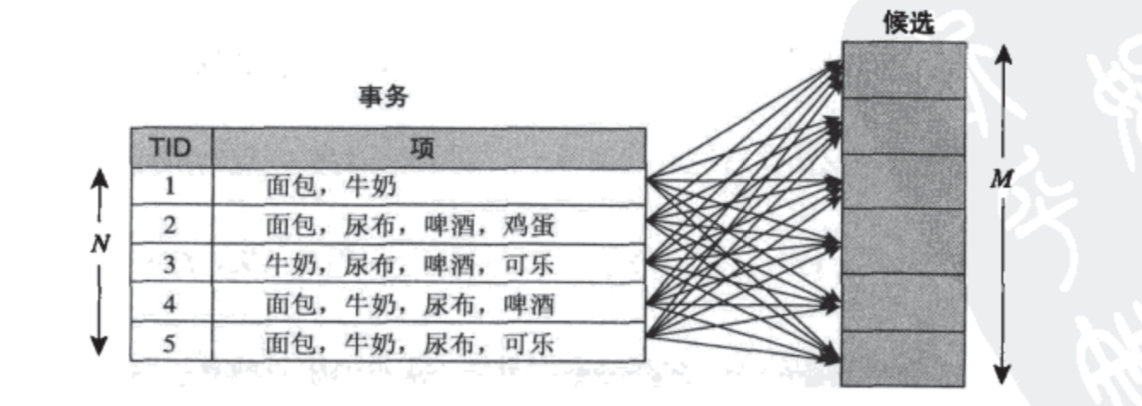 候选
事务
TID 项
1 面包，牛奶
2 面包，尿布，啤酒，鸡蛋
3 牛奶，尿布，啤酒，可乐
4 面包，牛奶，尿布，啤酒
5 面包，牛奶，尿布，可乐
N
M